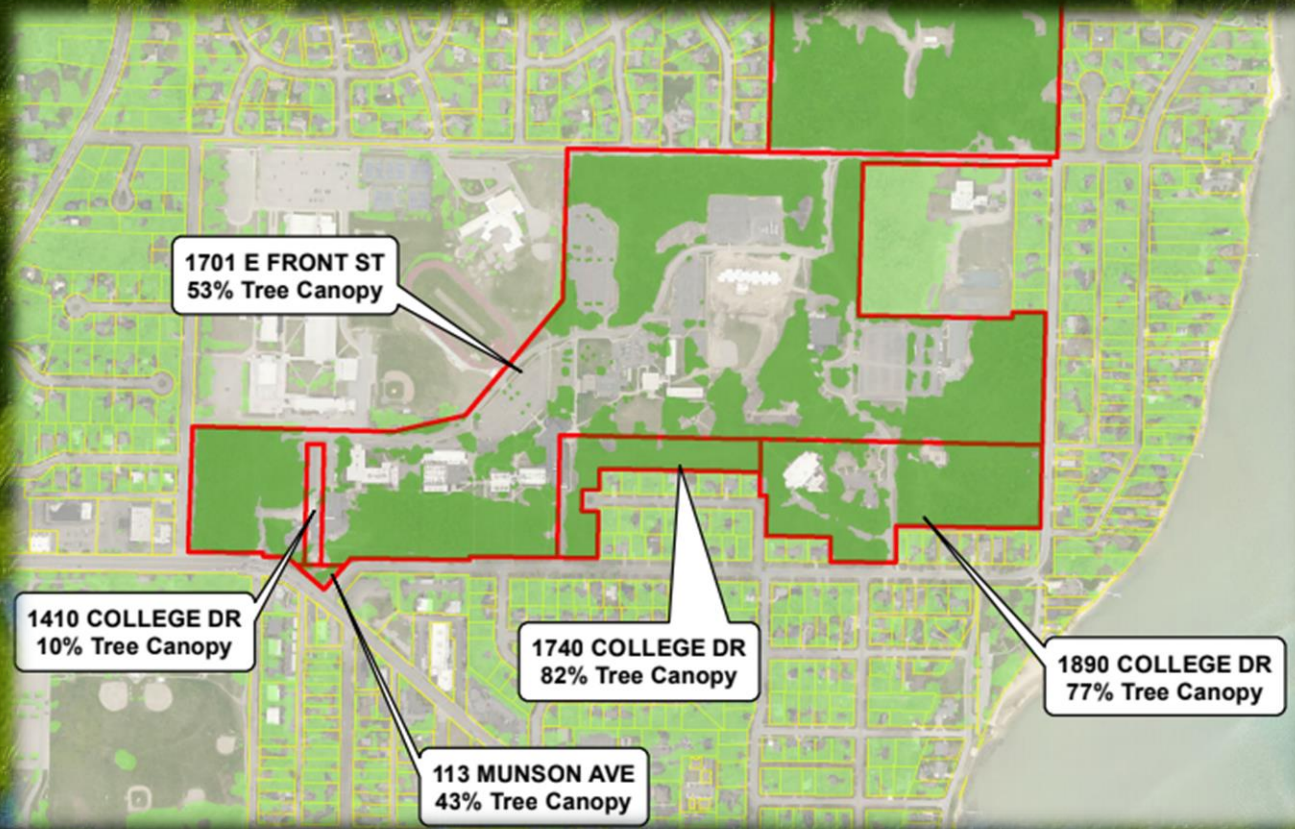 1701 E FRONT ST
53% Tree Canopy
1410 COLLEGE DR
10% Tree Canopy
1740 COLLEGE DR
82% Tree Canopy
1890 COLLEGE DR
77% Tree Canopy
113 MUNSON AVE
43% Tree Canopy